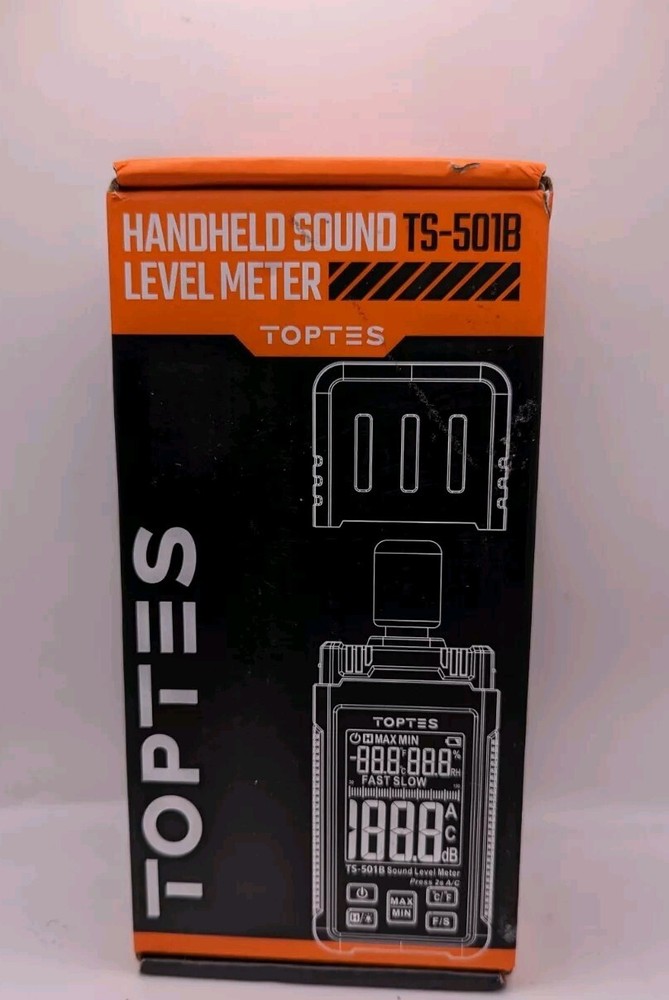 HANDHELD SOUND TS-501B
LEVEL METER
TOPTES
TOPTES
TOPTES
H MAX MIN
-88.8°F°C 88.8%RH
FAST SLOW
188.8 A C dB
TS-501B Sound Level Meter
Press 2s A/C
MAX MIN
°C/°F
H/☀
F/S